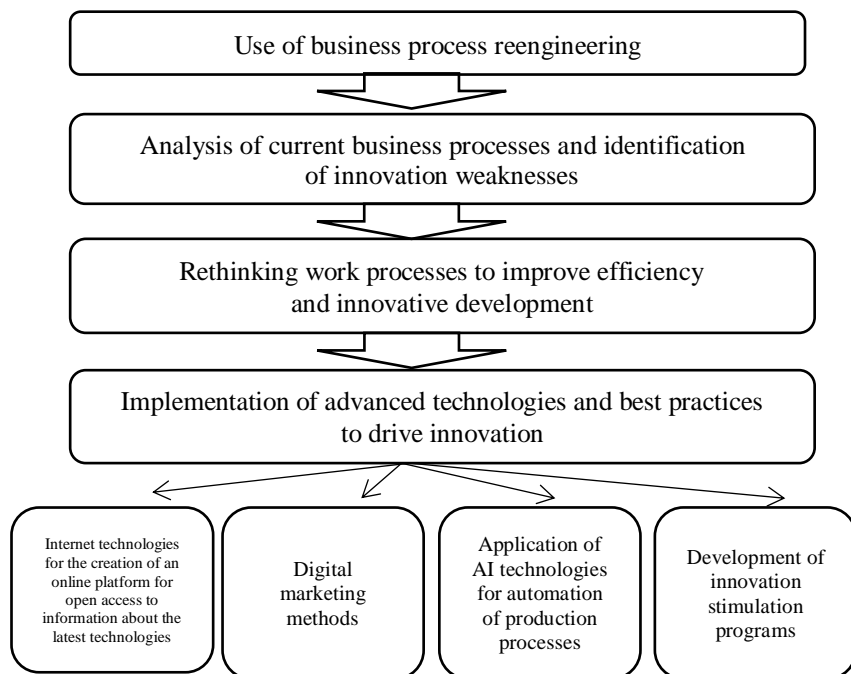 Use of business process reengineering
Analysis of current business processes and identification
of innovation weaknesses
Rethinking work processes to improve efficiency
and innovative development
Implementation of advanced technologies and best practices
to drive innovation
Internet technologies
for the creation of an
online platform for
open access to
information about the
latest technologies
Digital
marketing
methods
Application of
AI technologies
for automation
of production
processes
Development of
innovation
stimulation
programs